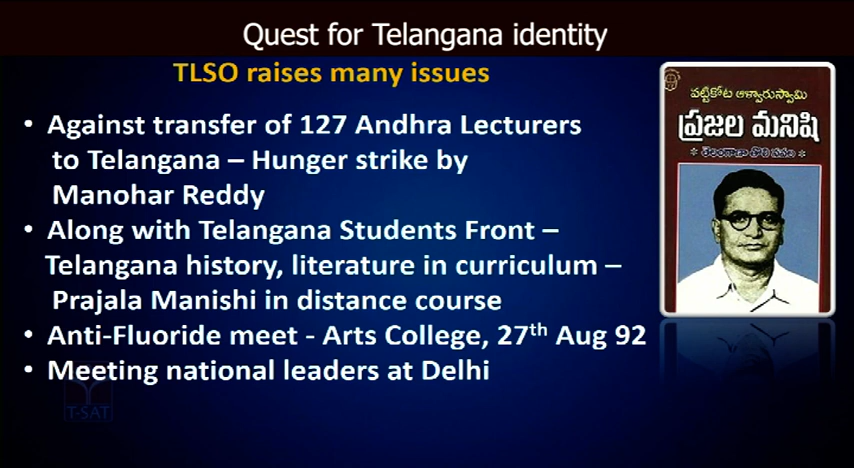 Quest for Telangana identity
TLSO raises many issues
• Against transfer of 127 Andhra Lecturers
to Telangana – Hunger strike by
Manohar Reddy
• Along with Telangana Students Front –
Telangana history, literature in curriculum –
Prajala Manishi in distance course
• Anti-Fluoride meet - Arts College, 27th Aug 92
• Meeting national leaders at Delhi
వట్టికోట ఆళ్వారుస్వామి
ప్రజల మనిషి
* తెలంగాణా తొలి నవల *
T-SAT